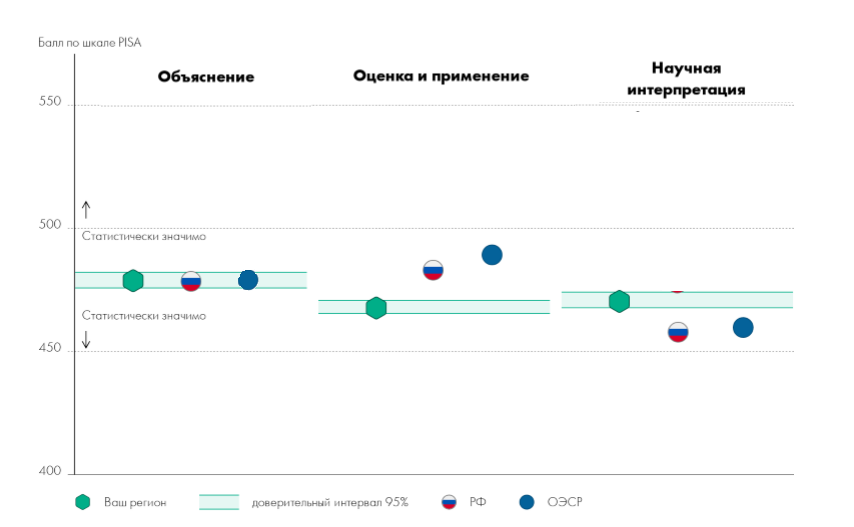 Балл по шкале PISA
Объяснение
Оценка и применение
Научная
интерпретация
550
500
Статистически значимо
Статистически значимо
450
400
Ваш регион
доверительный интервал 95%
РФ
ОЭСР